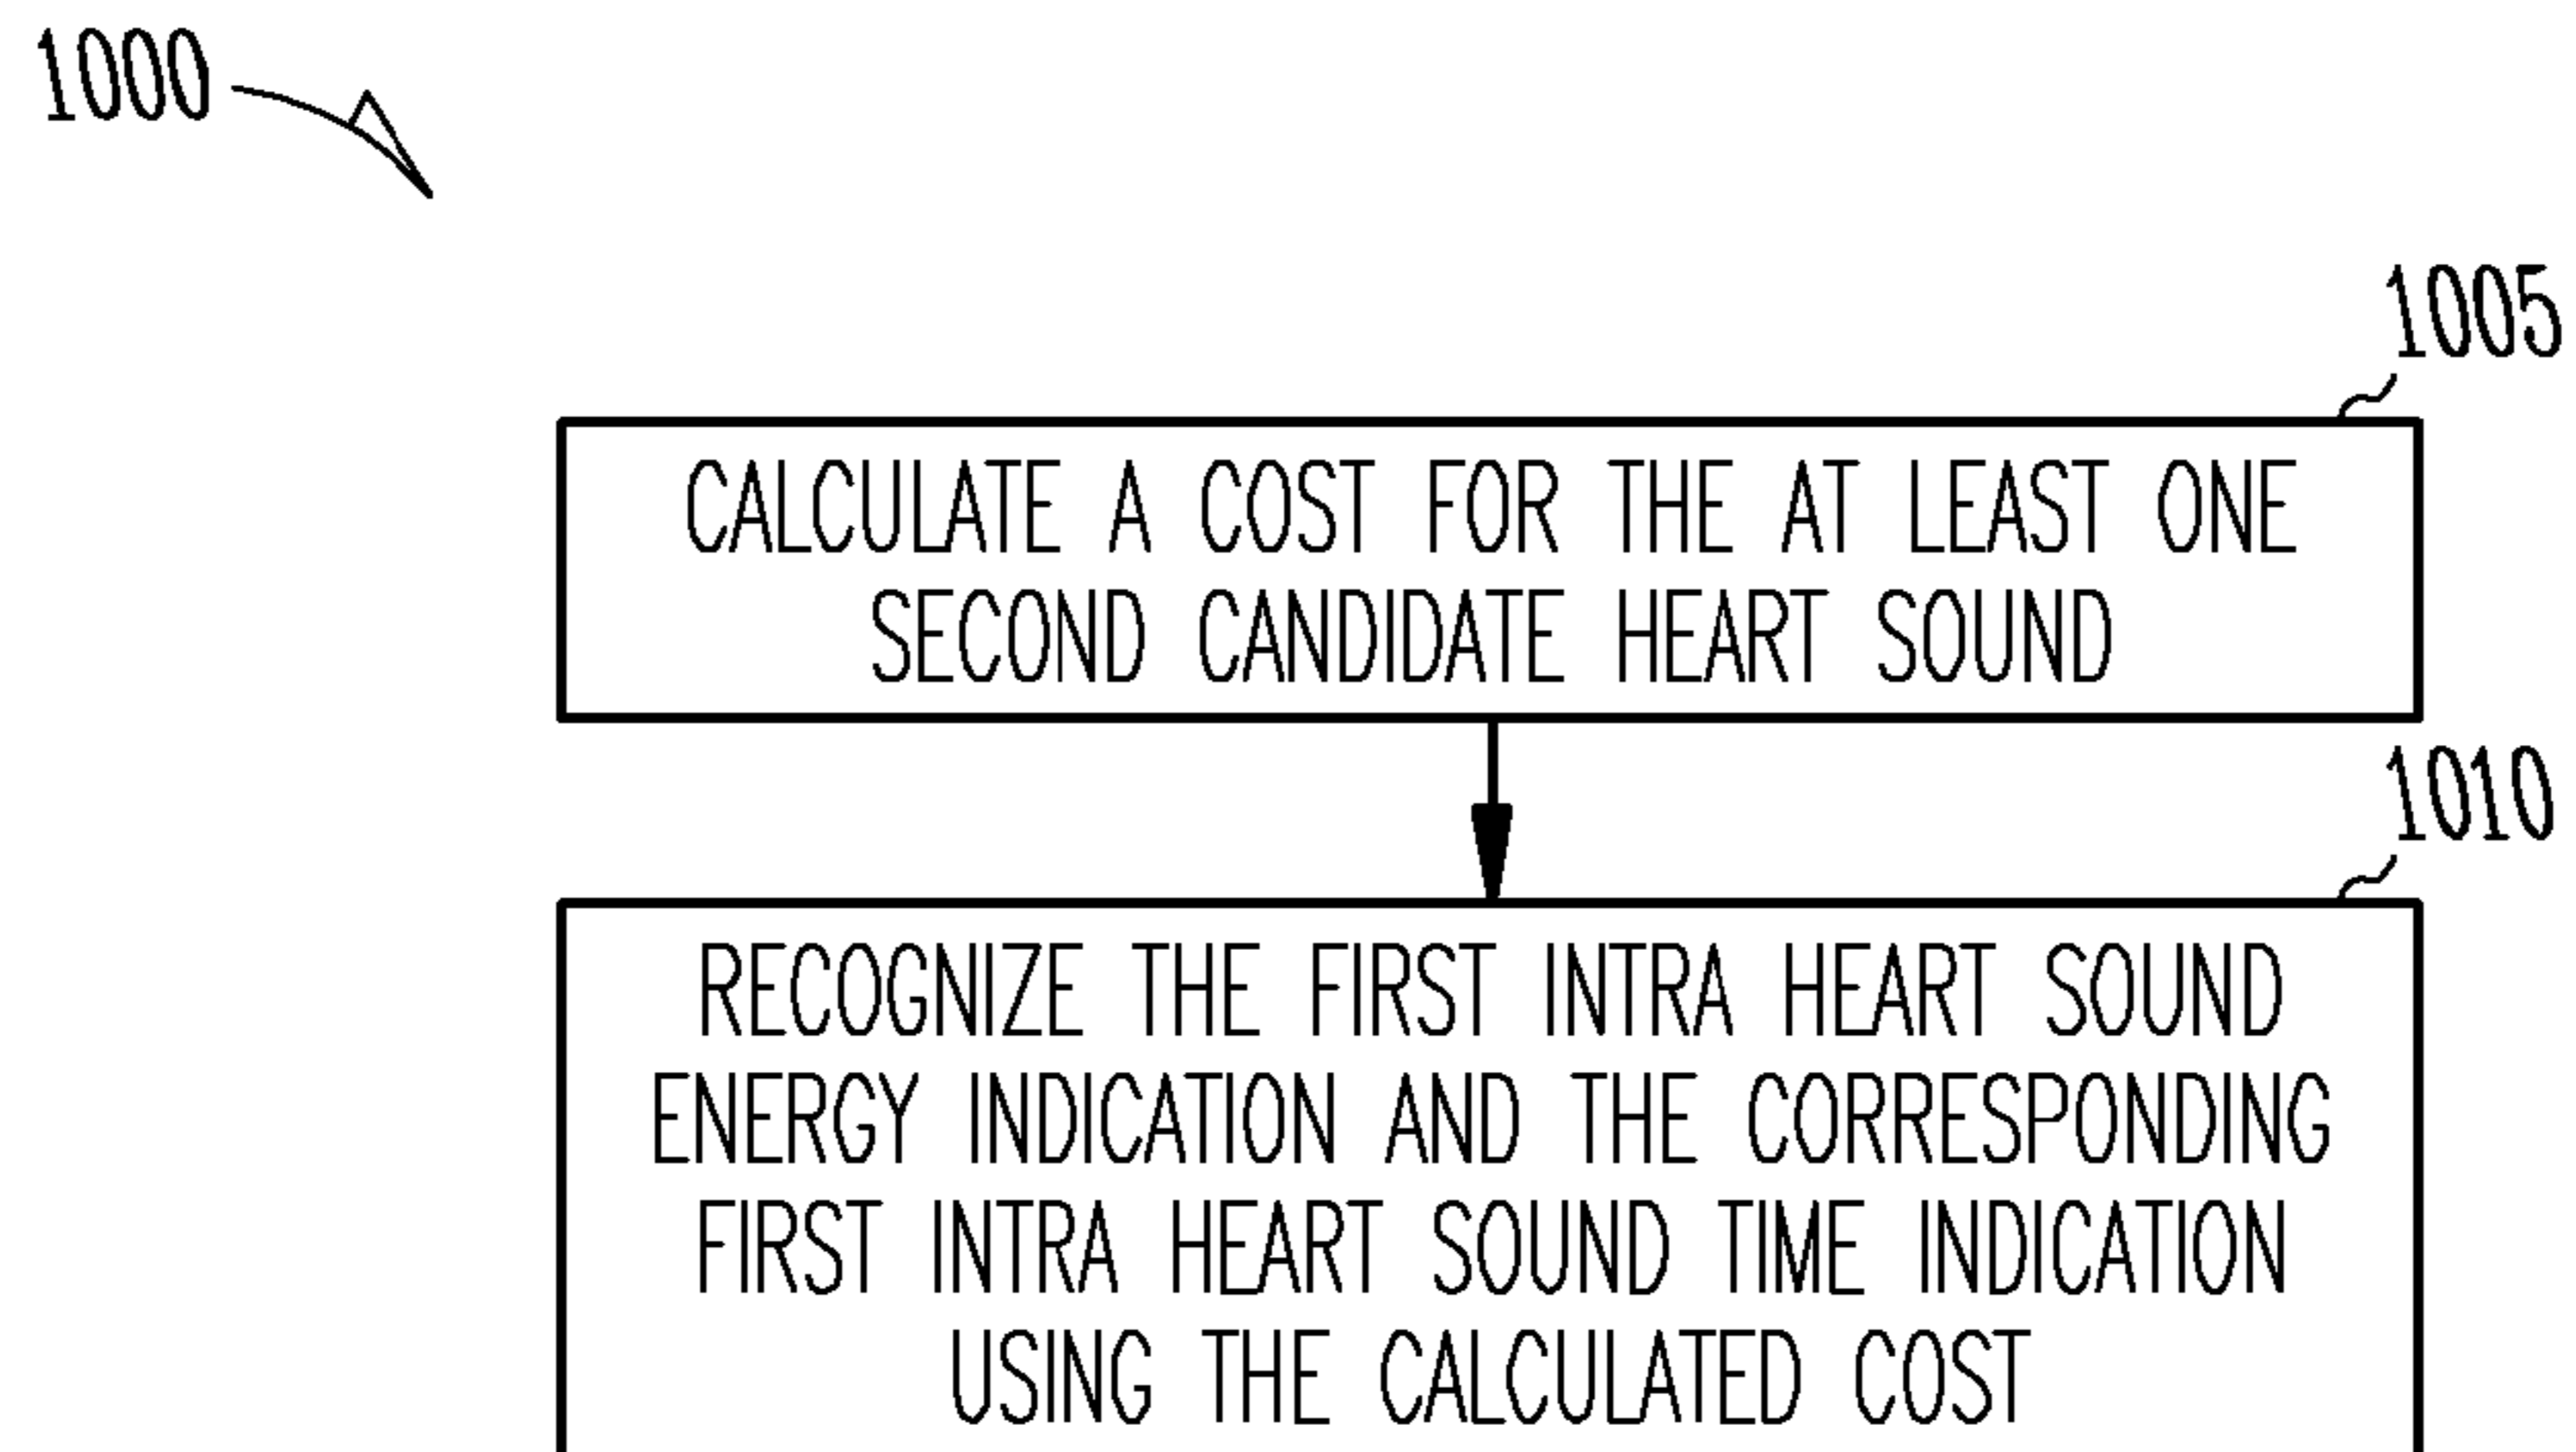 1000
1005
CALCULATE A COST FOR THE AT LEAST ONE
SECOND CANDIDATE HEART SOUND
1010
RECOGNIZE THE FIRST INTRA HEART SOUND
ENERGY INDICATION AND THE CORRESPONDING
FIRST INTRA HEART SOUND TIME INDICATION
USING THE CALCULATED COST